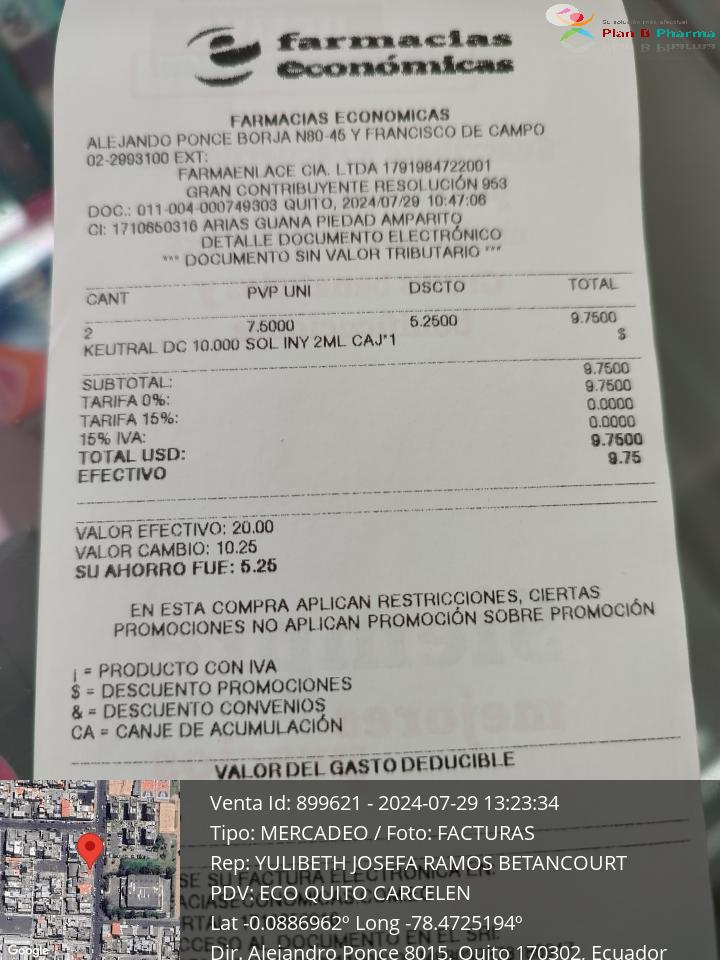 Su solución más efectiva!
Plan B Pharma
farmacias
económicas
FARMACIAS ECONOMICAS
ALEJANDO PONCE BORJA N80-45 Y FRANCISCO DE CAMPO
02-2993100 EXT:
FARMAENLACE CIA. LTDA 1791984722001
GRAN CONTRIBUYENTE RESOLUCIÓN 953
DOC.: 011-004-000749303 QUITO, 2024/07/29 10:47:06
CI: 1710650316 ARIAS GUANA PIEDAD AMPARITO
DETALLE DOCUMENTO ELECTRÓNICO
*** DOCUMENTO SIN VALOR TRIBUTARIO ***
CANT PVP UNI DSCTO TOTAL
2 7.5000 5.2500 9.7500
KEUTRAL DC 10.000 SOL INY 2ML CAJ*1 $
SUBTOTAL: 9.7500
TARIFA 0%: 9.7500
TARIFA 15%: 0.0000
15% IVA: 0.0000
TOTAL USD: 9.7500
EFECTIVO 9.75
VALOR EFECTIVO: 20.00
VALOR CAMBIO: 10.25
SU AHORRO FUE: 5.25
EN ESTA COMPRA APLICAN RESTRICCIONES, CIERTAS
PROMOCIONES NO APLICAN PROMOCIÓN SOBRE PROMOCIÓN
¡ = PRODUCTO CON IVA
$ = DESCUENTO PROMOCIONES
& = DESCUENTO CONVENIOS
CA = CANJE DE ACUMULACIÓN
VALOR DEL GASTO DEDUCIBLE
Venta Id: 899621 - 2024-07-29 13:23:34
Tipo: MERCADEO / Foto: FACTURAS
Rep: YULIBETH JOSEFA RAMOS BETANCOURT
PDV: ECO QUITO CARCELEN
Lat -0.0886962º Long -78.4725194º
Dir. Alejandro Ponce 8015, Quito 170302, Ecuador
Google